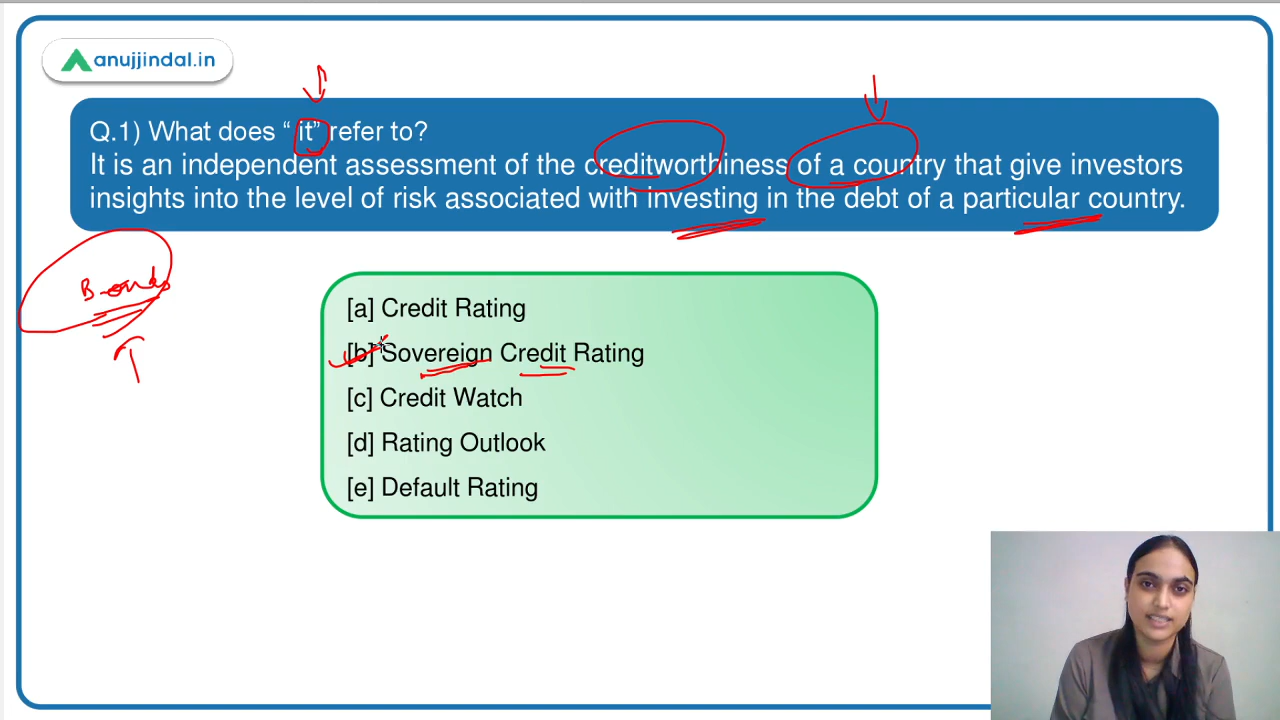 anujjindal.in
Q.1) What does “ it” refer to?
It is an independent assessment of the creditworthiness of a country that give investors
insights into the level of risk associated with investing in the debt of a particular country.
Bonds
[a] Credit Rating
[b] Sovereign Credit Rating
[c] Credit Watch
[d] Rating Outlook
[e] Default Rating